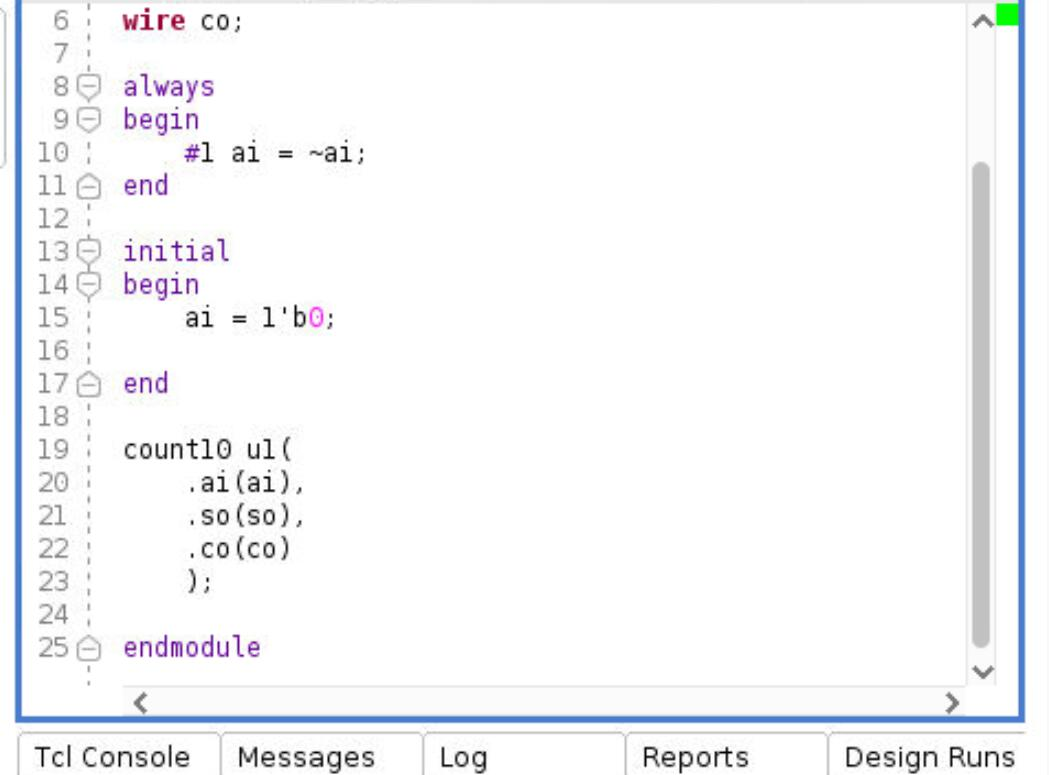 6 wire co;
7
8 always
9 begin
10 #1 ai = ~ai;
11 end
12
13 initial
14 begin
15 ai = 1'b0;
16
17 end
18
19 count10 u1(
20 .ai(ai),
21 .so(so),
22 .co(co)
23 );
24
25 endmodule
Tcl Console Messages Log Reports Design Runs